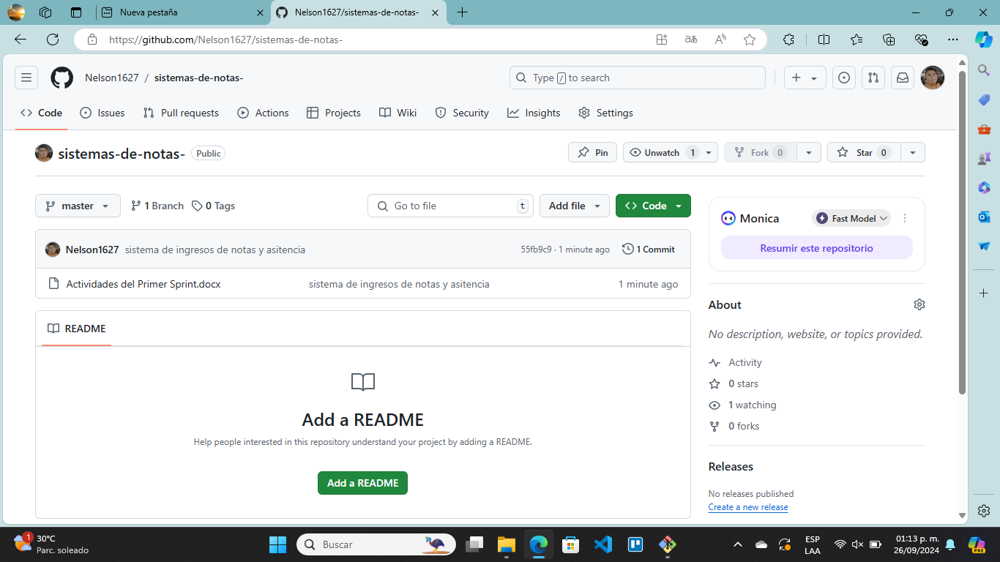 Nueva pestaña
Nelson1627/sistemas-de-notas-
https://github.com/Nelson1627/sistemas-de-notas-
Nelson1627 / sistemas-de-notas-
Type / to search
Code
Issues
Pull requests
Actions
Projects
Wiki
Security
Insights
Settings
sistemas-de-notas-
Public
Pin
Unwatch 1
Fork 0
Star 0
master
1 Branch
0 Tags
Go to file
t
Add file
Code
Nelson1627 sistema de ingresos de notas y asitencia
55fb9c9 · 1 minute ago
1 Commit
Actividades del Primer Sprint.docx
sistema de ingresos de notas y asitencia
1 minute ago
README
Add a README
Help people interested in this repository understand your project by adding a README.
Add a README
Monica
Fast Model
Resumir este repositorio
About
No description, website, or topics provided.
Activity
0 stars
1 watching
0 forks
Releases
No releases published
Create a new release
1
30°C
Parc. soleado
Buscar
ESP
LAA
01:13 p. m.
26/09/2024
PRE